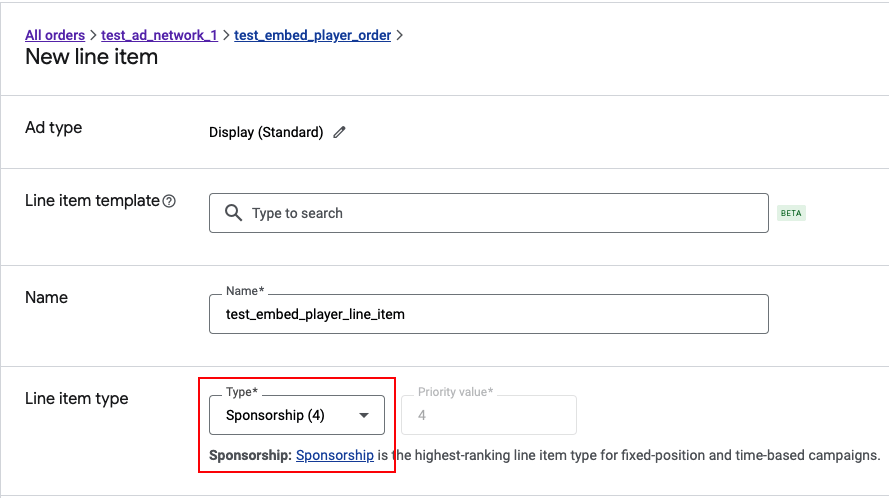 All orders > test_ad_network_1 > test_embed_player_order >
New line item
Ad type
Display (Standard)
Line item template
Type to search
BETA
Name
Name*
test_embed_player_line_item
Line item type
Type*
Sponsorship (4)
Priority value*
4
Sponsorship: Sponsorship is the highest-ranking line item type for fixed-position and time-based campaigns.